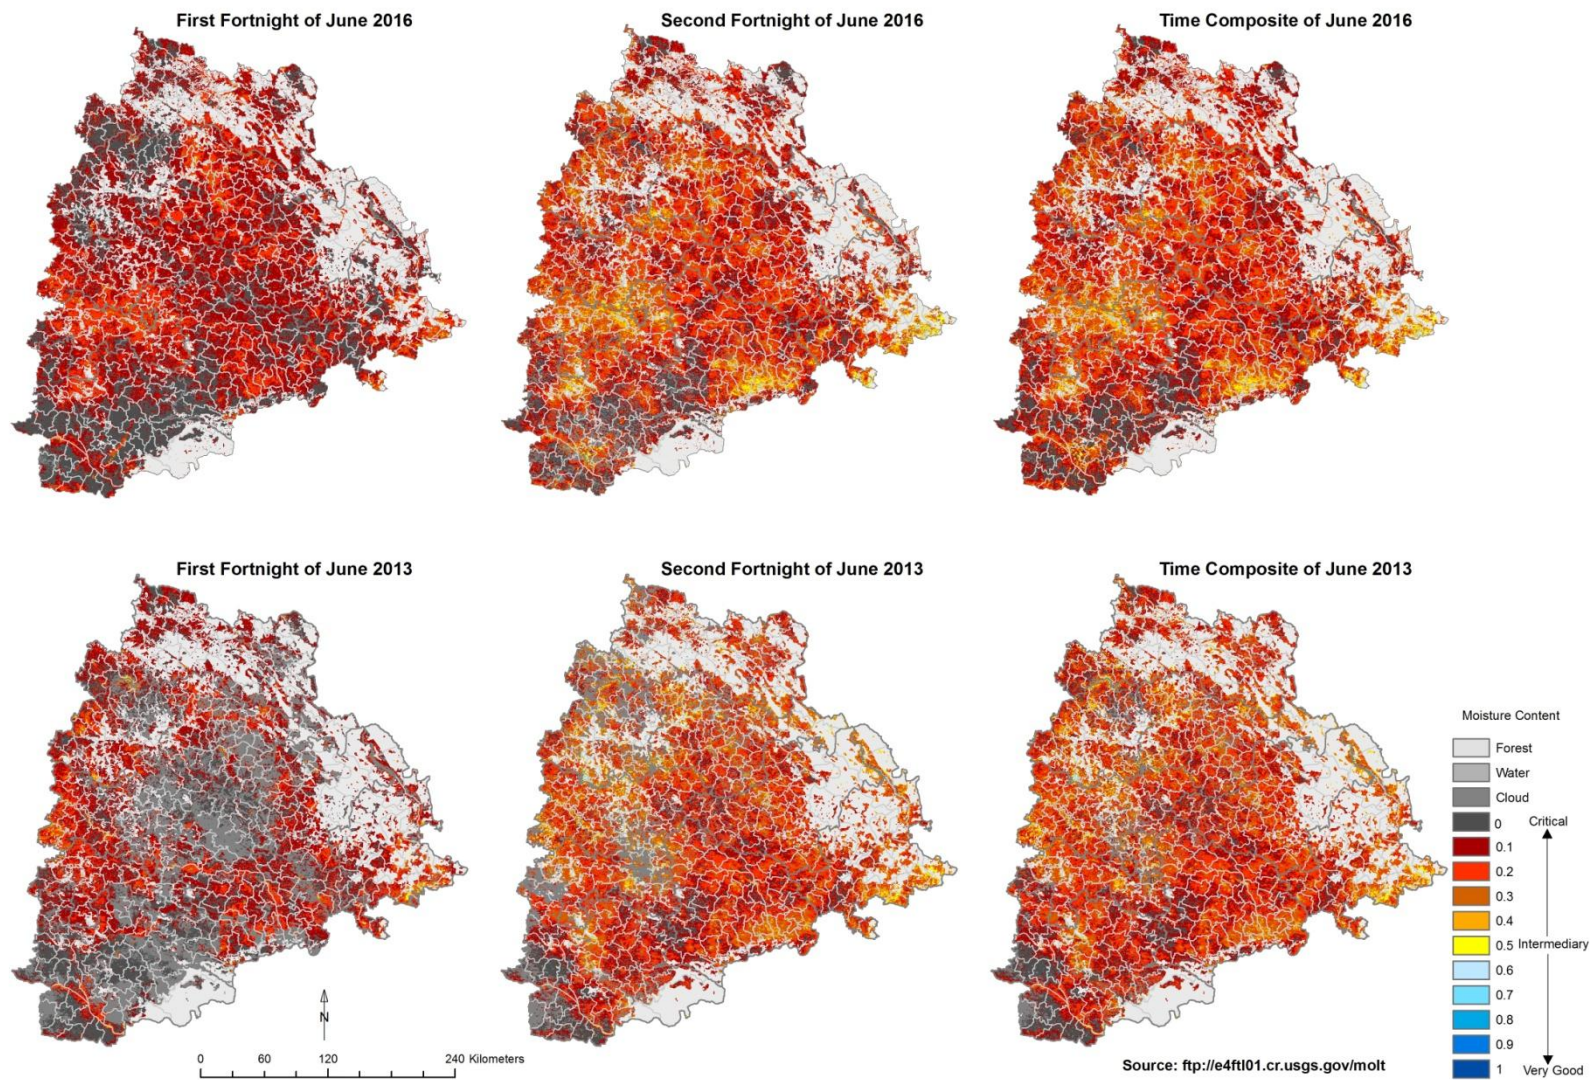 First Fortnight of June 2016
Second Fortnight of June 2016
Time Composite of June 2016
First Fortnight of June 2013
Second Fortnight of June 2013
Time Composite of June 2013
Moisture Content
Forest
Water
Cloud
0 Critical
0.1
0.2
0.3
0.4
0.5 Intermediary
0.6
0.7
0.8
0.9
1 Very Good
N
0 60 120 240 Kilometers
Source: ftp://e4ftl01.cr.usgs.gov/molt